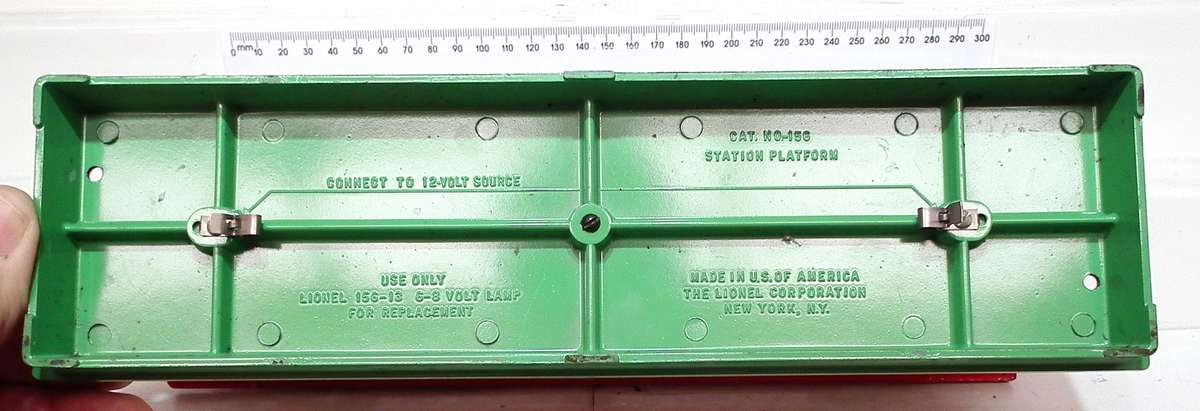 mm
0 10 20 30 40 50 60 70 80 90 100 110 120 130 140 150 160 170 180 190 200 210 220 230 240 250 260 270 280 290 300
CAT. NO-156
STATION PLATFORM
CONNECT TO 12-VOLT SOURCE
USE ONLY
LIONEL 156-13 6-8 VOLT LAMP
FOR REPLACEMENT
MADE IN U.S. OF AMERICA
THE LIONEL CORPORATION
NEW YORK, N.Y.